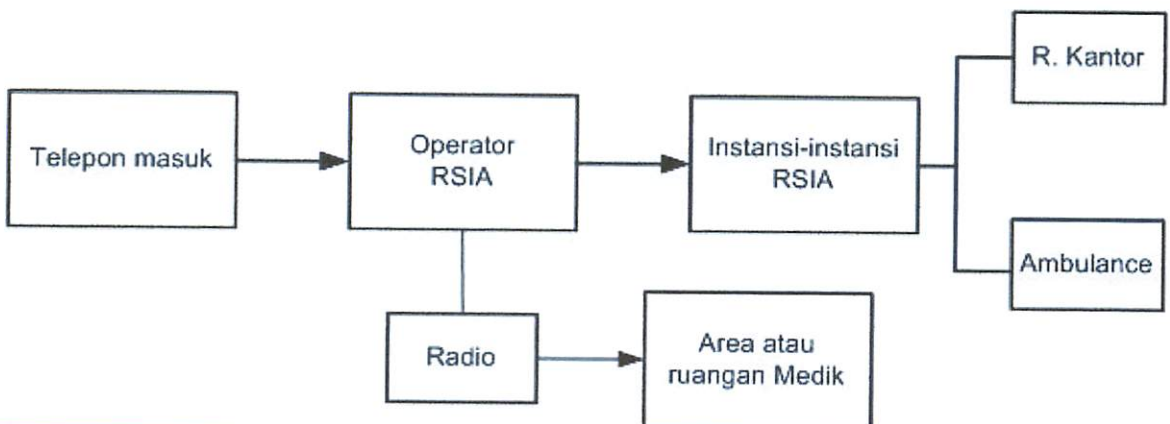 R. Kantor
Telepon masuk
Operator
RSIA
Instansi-instansi
RSIA
Ambulance
Radio
Area atau
ruangan Medik